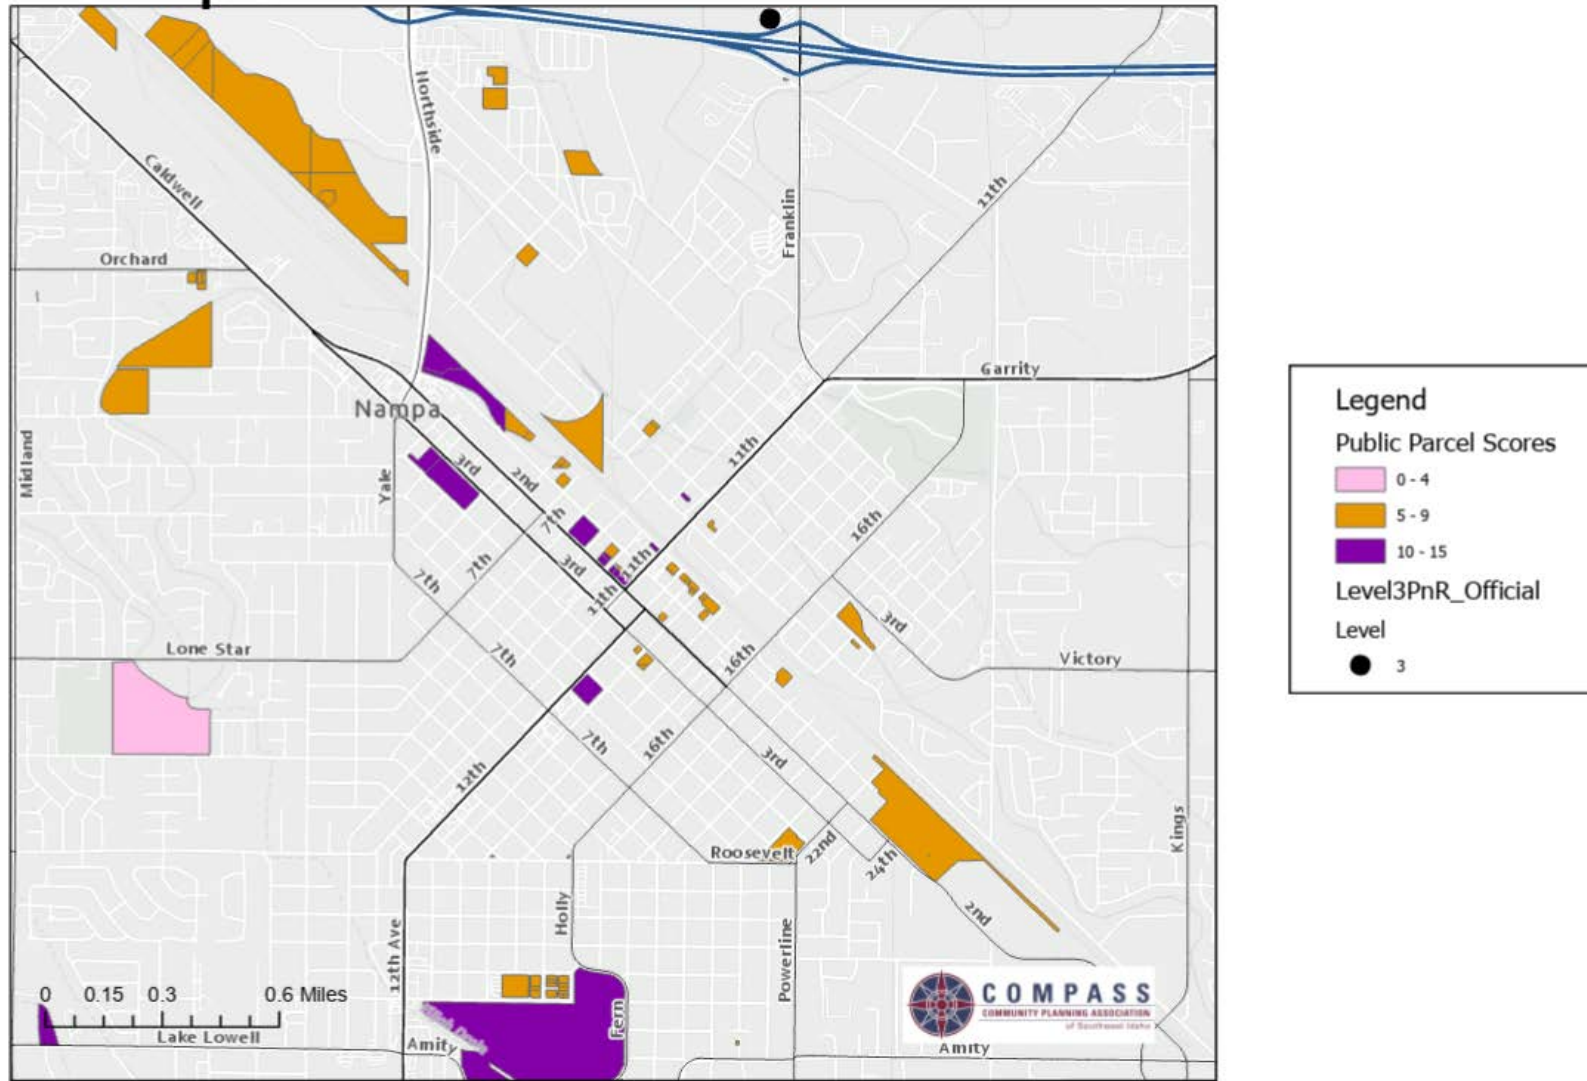 Northside
Caldwell
Franklin
11th
Orchard
Garrity
Nampa
Midland
Yale
3rd
2nd
11th
7th
16th
7th
3rd
11th
11th
7th
3rd
Lone Star
7th
16th
Victory
7th
16th
3rd
12th
Roosevelt
22nd
24th
Kings
2nd
Holly
12th Ave
Powerline
Fern
0 0.15 0.3 0.6 Miles
Lake Lowell
Amity
Amity
COMPASS
COMMUNITY PLANNING ASSOCIATION
of Southwest Idaho
Legend
Public Parcel Scores
0 - 4
5 - 9
10 - 15
Level3PnR_Official
Level
3